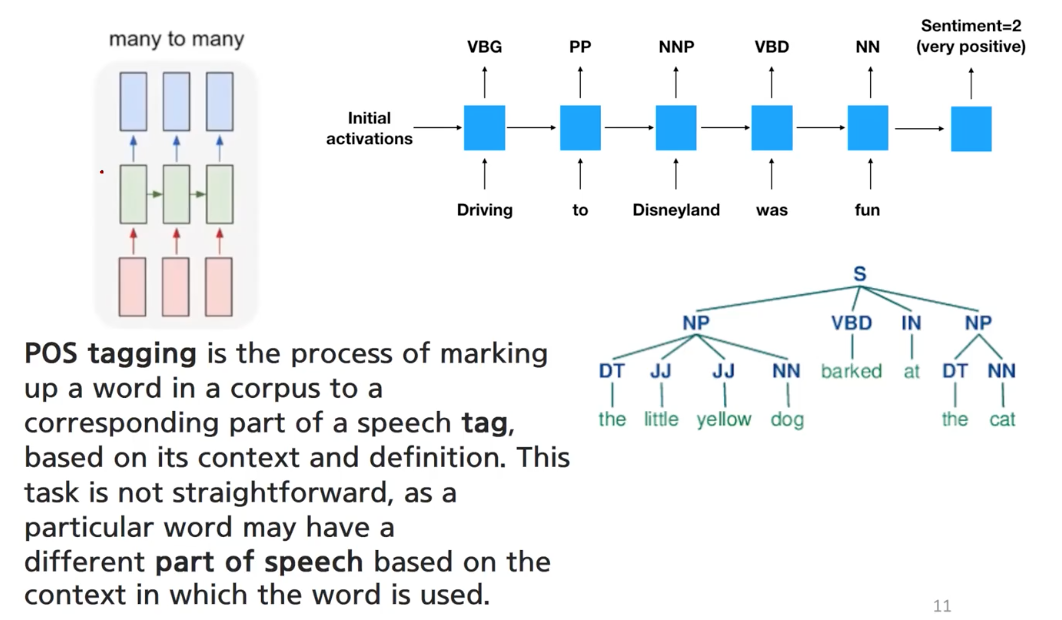 many to many
Sentiment=2
(very positive)
VBG PP NNP VBD NN
Initial
activations
Driving to Disneyland was fun
S
NP VBD IN NP
DT JJ JJ NN barked at DT NN
the little yellow dog the cat
POS tagging is the process of marking
up a word in a corpus to a
corresponding part of a speech tag,
based on its context and definition. This
task is not straightforward, as a
particular word may have a
different part of speech based on the
context in which the word is used.
11